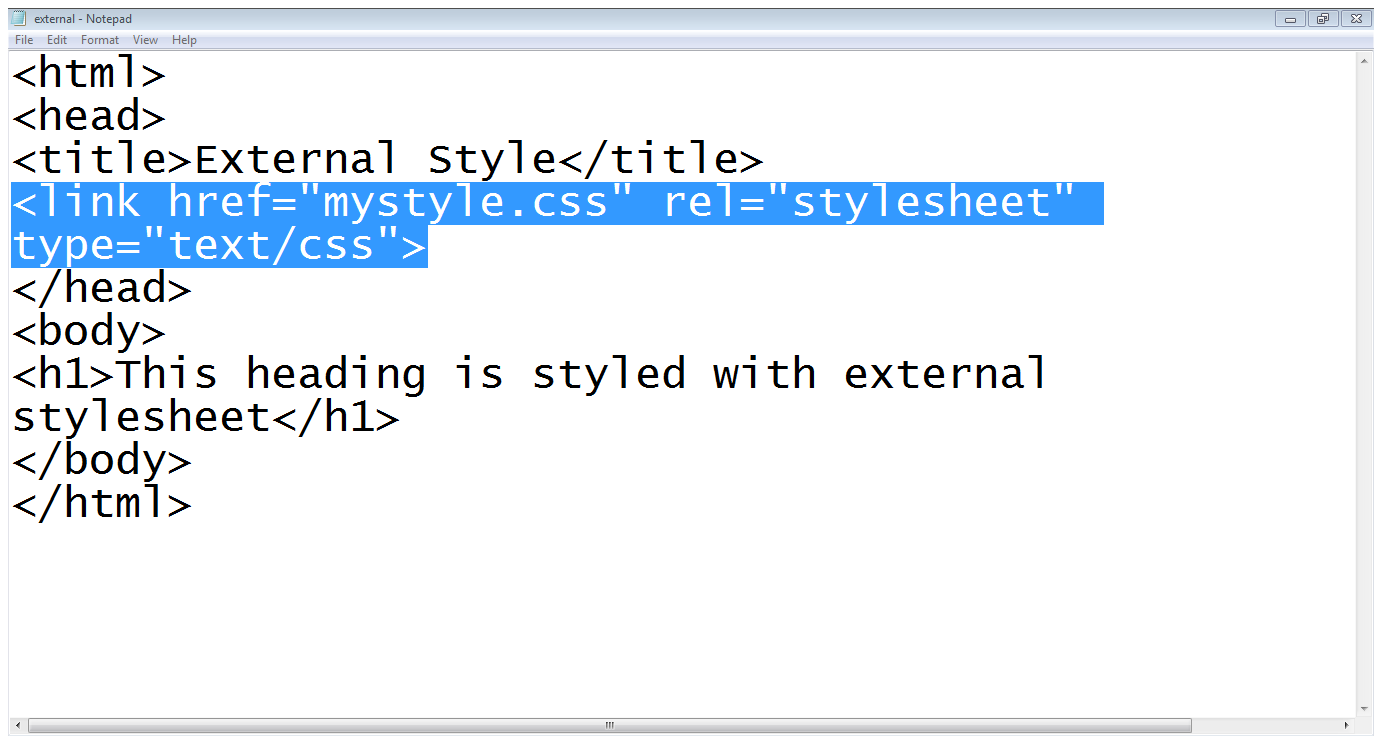 external - Notepad
File Edit Format View Help
<html>
<head>
<title>External Style</title>
<link href="mystyle.css" rel="stylesheet"
type="text/css">
</head>
<body>
<h1>This heading is styled with external
stylesheet</h1>
</body>
</html>